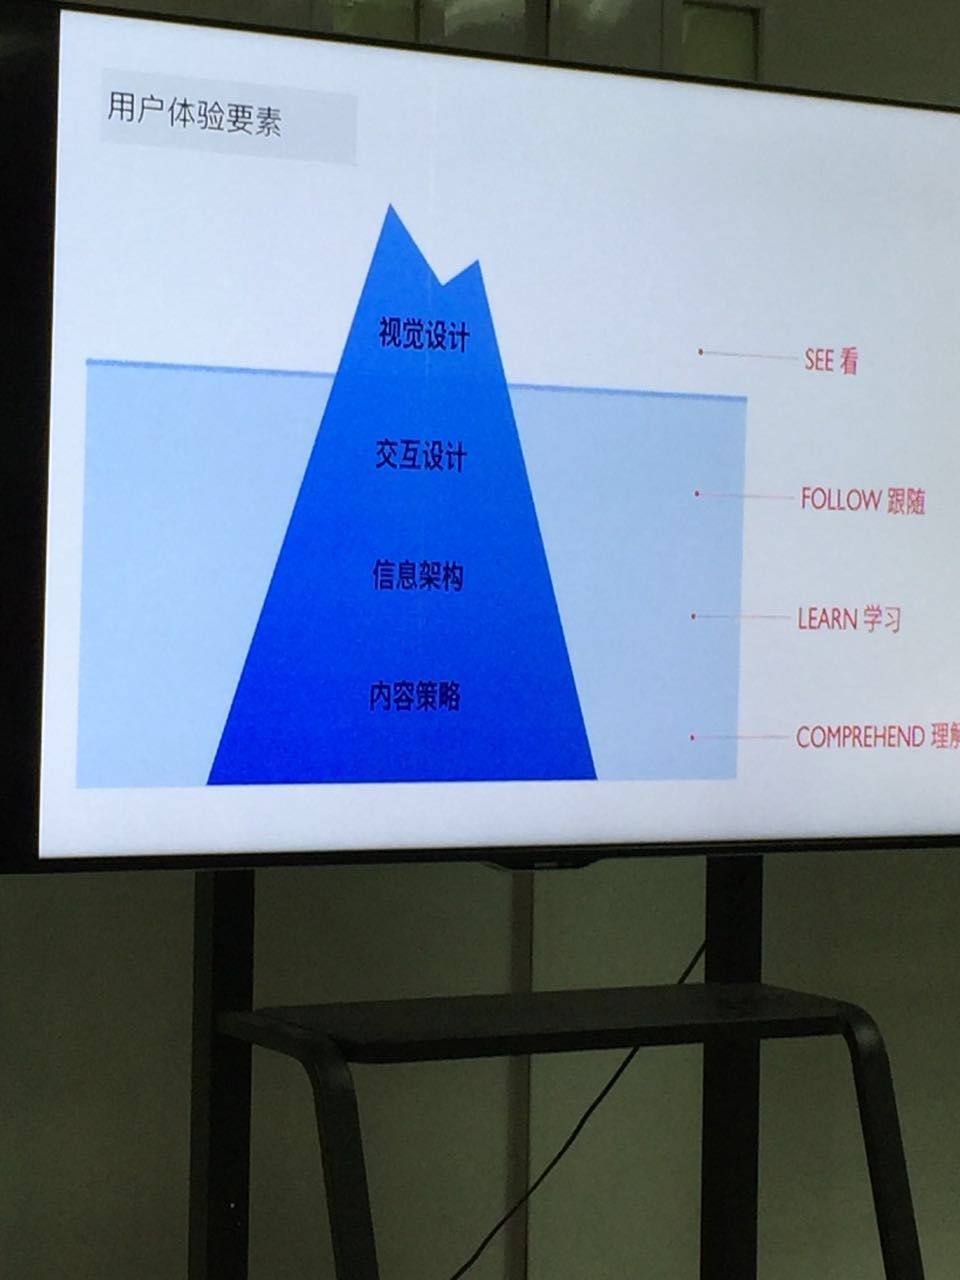 用户体验要素
视觉设计
SEE 看
交互设计
FOLLOW 跟随
信息架构
LEARN 学习
内容策略
COMPREHEND 理解